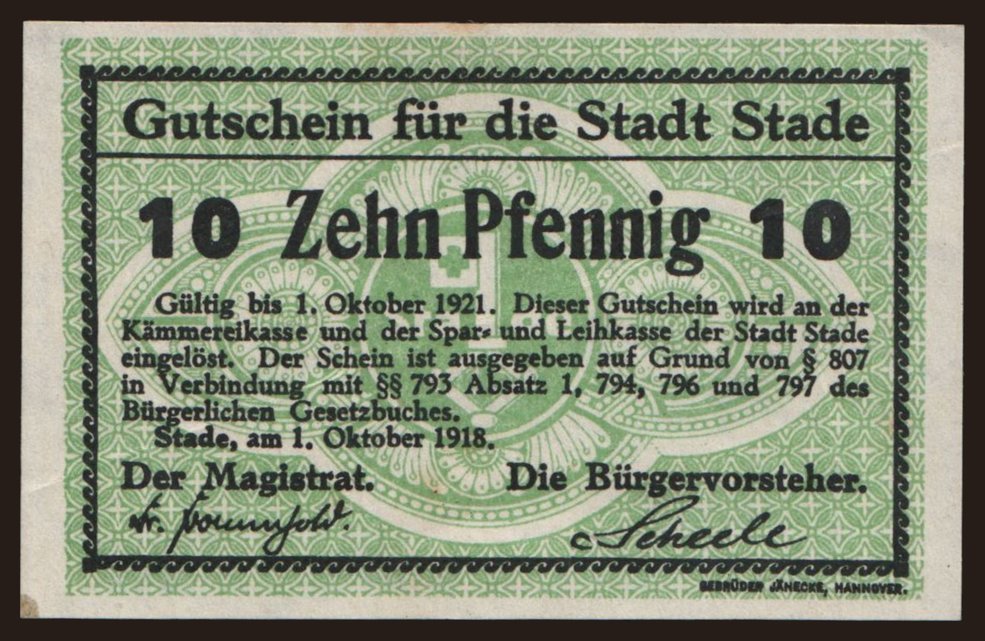 Gutschein für die Stadt Stade
10 Zehn Pfennig 10
Gültig bis 1. Oktober 1921. Dieser Gutschein wird an der
Kämmereikasse und der Spar- und Leihkasse der Stadt Stade
eingelöst. Der Schein ist ausgegeben auf Grund von § 807
in Verbindung mit §§ 793 Absatz 1, 794, 796 und 797 des
Bürgerlichen Gesetzbuches.
Stade, am 1. Oktober 1918.
Der Magistrat. Die Bürgervorsteher.
Scheele
GEBRÜDER JÄNECKE, HANNOVER.